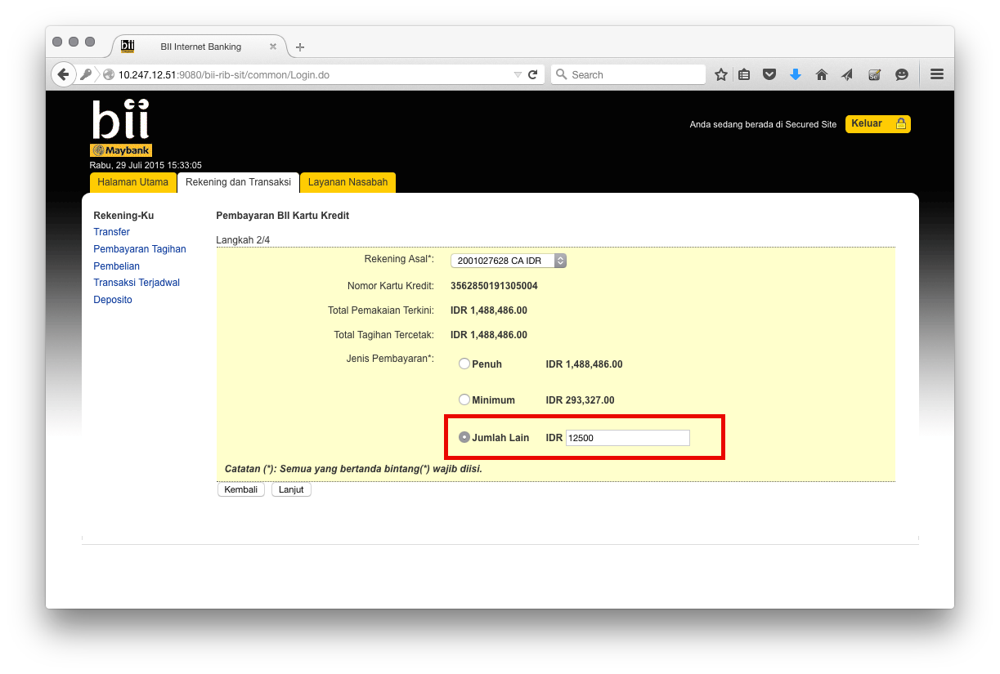 bii BII Internet Banking
10.247.12.51:9080/bii-rib-sit/common/Login.do Search
bii
Maybank
Anda sedang berada di Secured Site Keluar
Rabu, 29 Juli 2015 15:33:05
Halaman Utama Rekening dan Transaksi Layanan Nasabah
Rekening-Ku
Transfer
Pembayaran Tagihan
Pembelian
Transaksi Terjadwal
Deposito
Pembayaran BII Kartu Kredit
Langkah 2/4
Rekening Asal*: 2001027628 CA IDR
Nomor Kartu Kredit: 3562850191305004
Total Pemakaian Terkini: IDR 1,488,486.00
Total Tagihan Tercetak: IDR 1,488,486.00
Jenis Pembayaran*:
Penuh IDR 1,488,486.00
Minimum IDR 293,327.00
Jumlah Lain IDR 12500
Catatan (*): Semua yang bertanda bintang(*) wajib diisi.
Kembali Lanjut